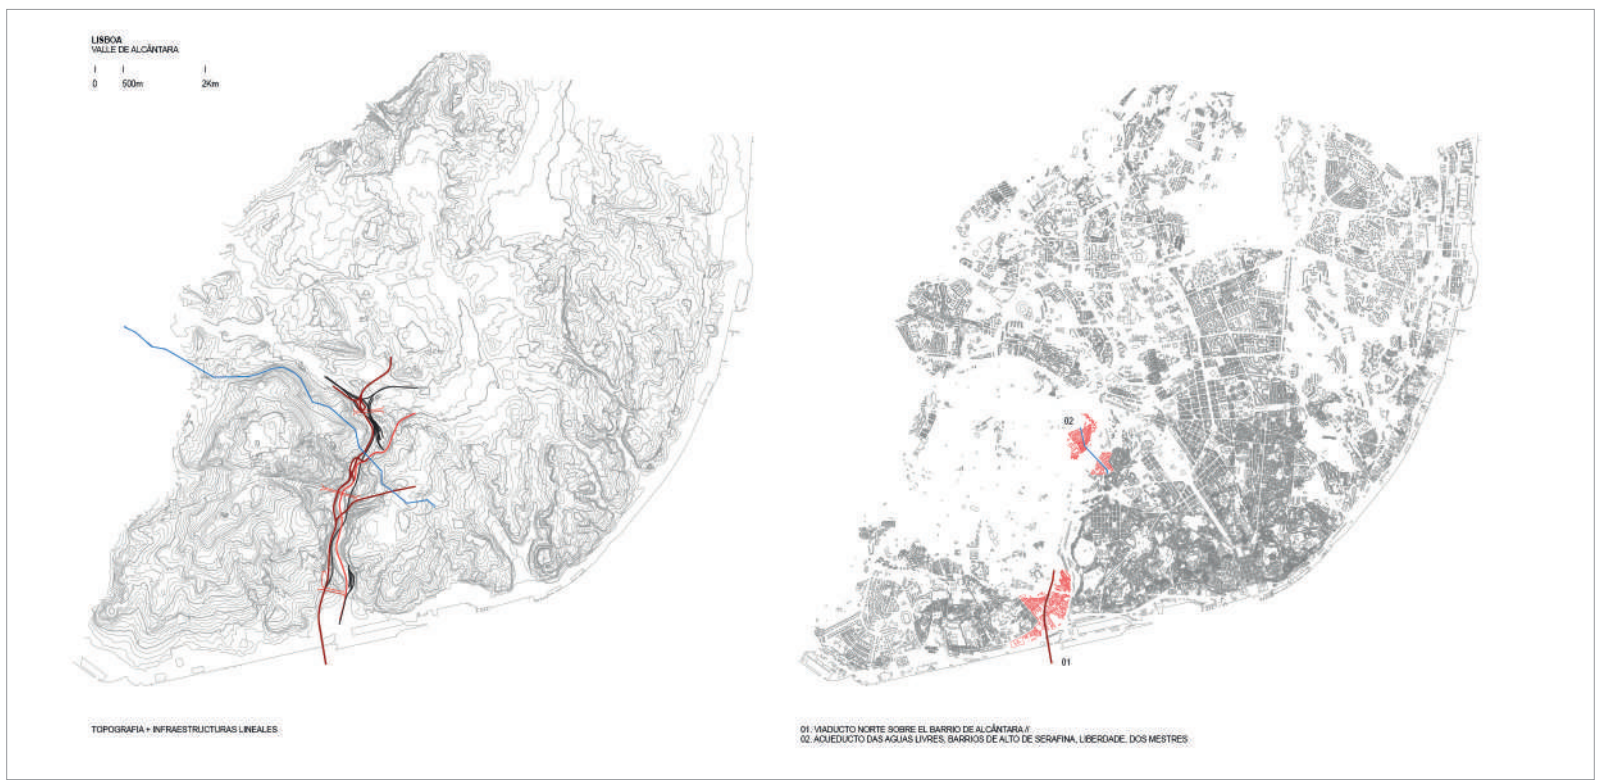 LISBOA
VALLE DE ALCÂNTARA
0 500m 2Km
02
01
TOPOGRAFIA + INFRAESTRUCTURAS LINEALES
01. VIADUCTO NORTE SOBRE EL BARRIO DE ALCÂNTARA //
02. ACUEDUCTO DAS AGUAS LIVRES, BARRIOS DE ALTO DE SERAFINA, LIBERDADE, DOS MESTRES